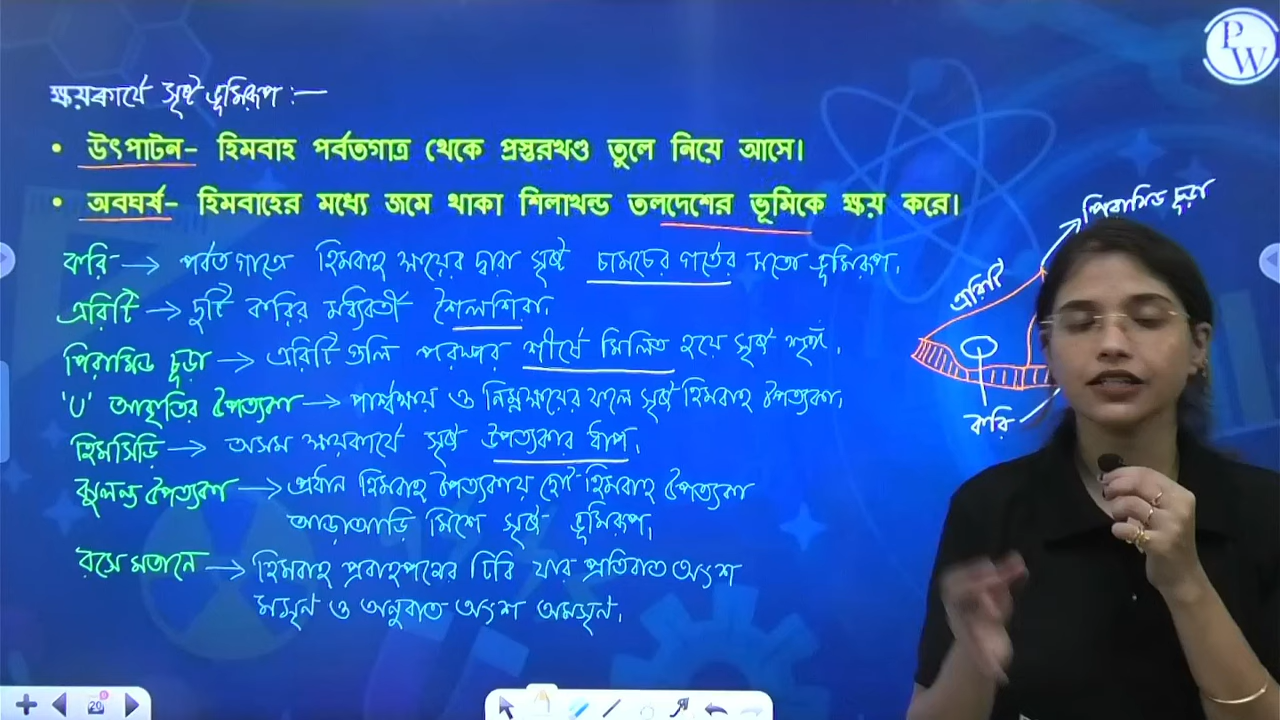 ক্ষয়কার্যে সৃষ্ট ভূমিরূপ :-
• উৎপাটন- হিমবাহ পর্বতগাত্র থেকে প্রস্তরখণ্ড তুলে নিয়ে আসে।
• অবঘর্ষ- হিমবাহের মধ্যে জমে থাকা শিলাখন্ড তলদেশের ভূমিকে ক্ষয় করে।
করি → পর্বতগাত্রে হিমবাহ ক্ষয়ের দ্বারা সৃষ্ট চামচের গর্তের মতো ভূমিরূপ।
এরিটি → দুটি করির মধ্যবর্তী শৈলশিরা।
পিরামিড চূড়া → এরিটি গুলি পরস্পর শীর্ষে মিলিত হয়ে সৃষ্ট শৃঙ্গ।
'U' আকৃতির উপত্যকা → পার্শ্বক্ষয় ও নিম্নক্ষয়ের ফলে সৃষ্ট হিমবাহ উপত্যকা।
হিমসিঁড়ি → অসম ক্ষয়কার্যে সৃষ্ট উপত্যকার ধাপ।
ঝুলন্ত উপত্যকা → প্রধান হিমবাহ উপত্যকায় ছোট হিমবাহ উপত্যকা
আড়াআড়ি মিশে সৃষ্ট ভূমিরূপ।
রসে মতানে → হিমবাহ প্রবাহপথের ঢিবি যার প্রতিবাত অংশ
মসৃণ ও অনুবাত অংশ অমসৃণ।
পিরামিড চূড়া
এরিটি
করি
PW
20